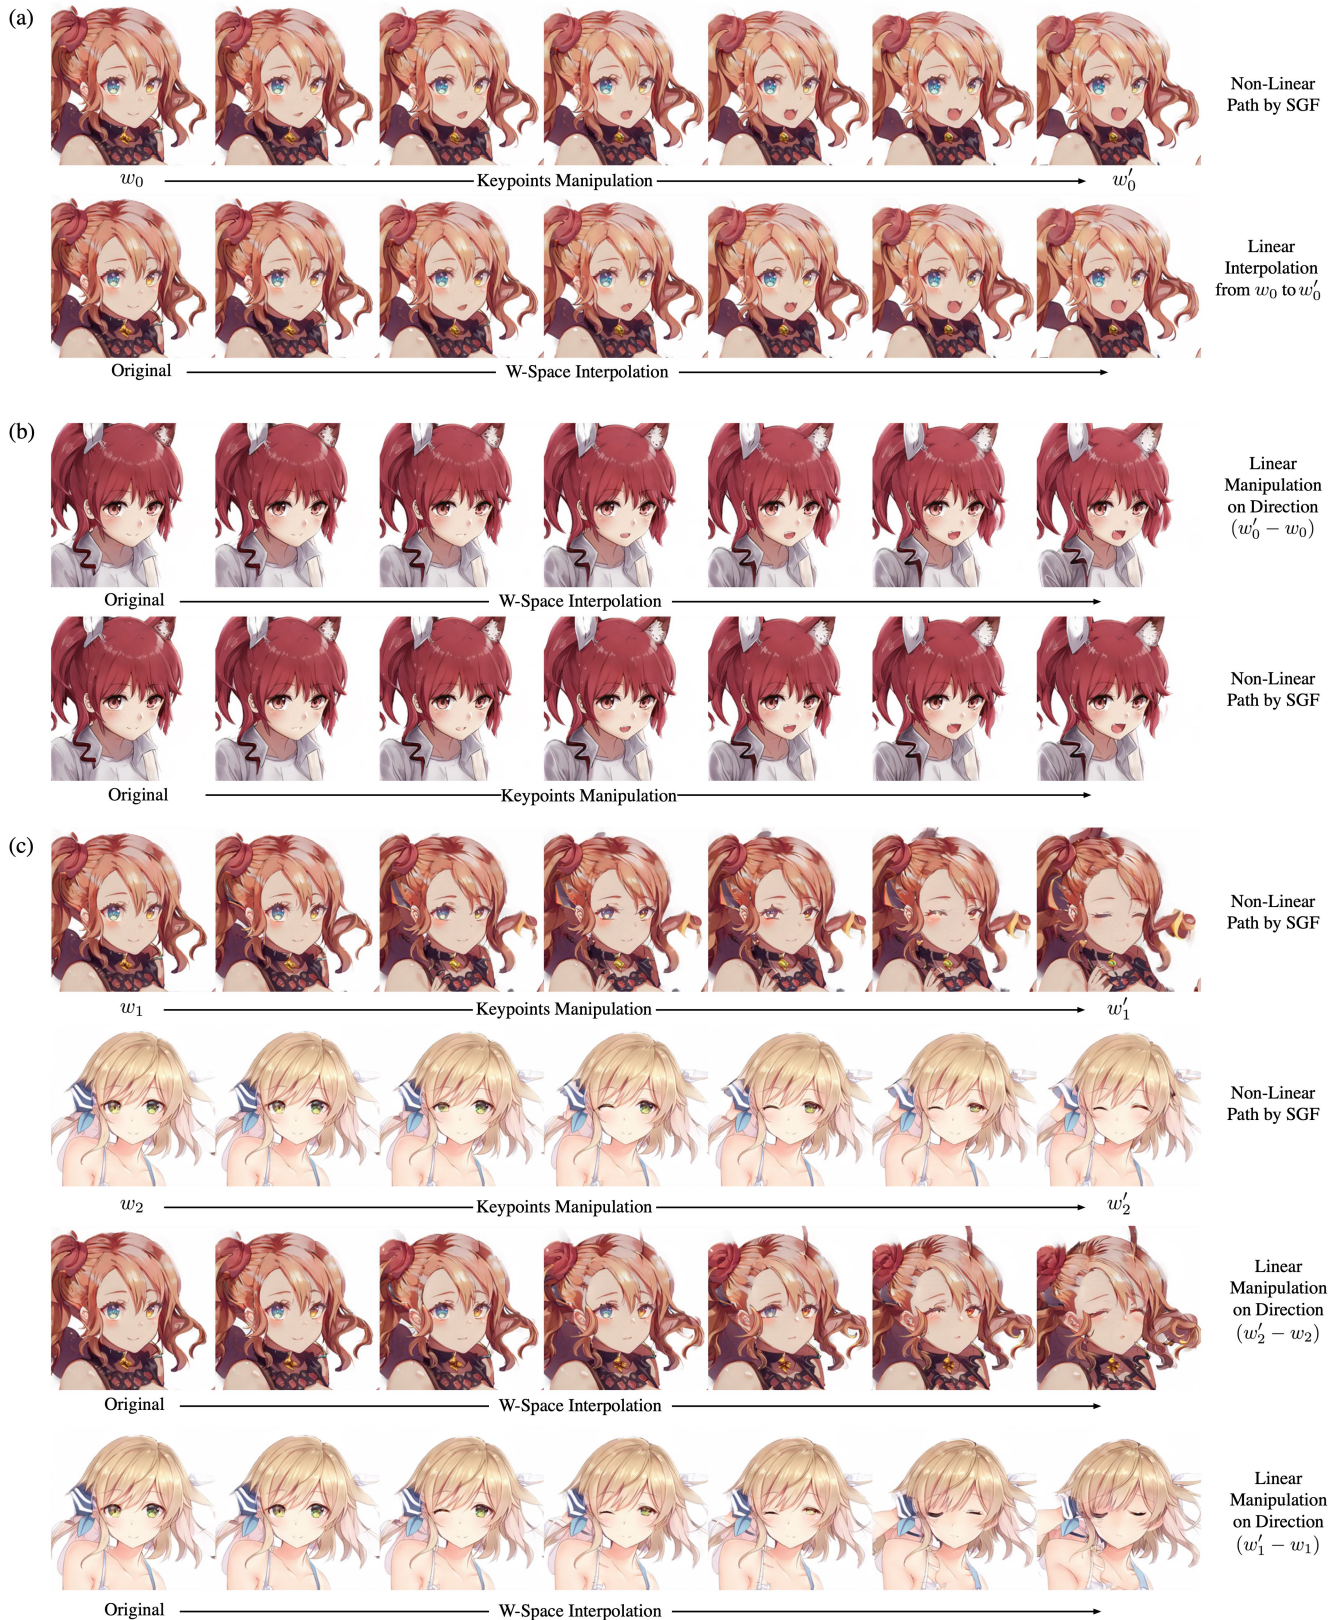 (a)
Non-Linear
Path by SGF
w₀ Keypoints Manipulation w′₀
Linear
Interpolation
from w₀ to w′₀
Original W-Space Interpolation
(b)
Linear
Manipulation
on Direction
(w′₀ − w₀)
Original W-Space Interpolation
Non-Linear
Path by SGF
Original Keypoints Manipulation
(c)
Non-Linear
Path by SGF
w₁ Keypoints Manipulation w′₁
Non-Linear
Path by SGF
w₂ Keypoints Manipulation w′₂
Linear
Manipulation
on Direction
(w′₂ − w₂)
Original W-Space Interpolation
Linear
Manipulation
on Direction
(w′₁ − w₁)
Original W-Space Interpolation